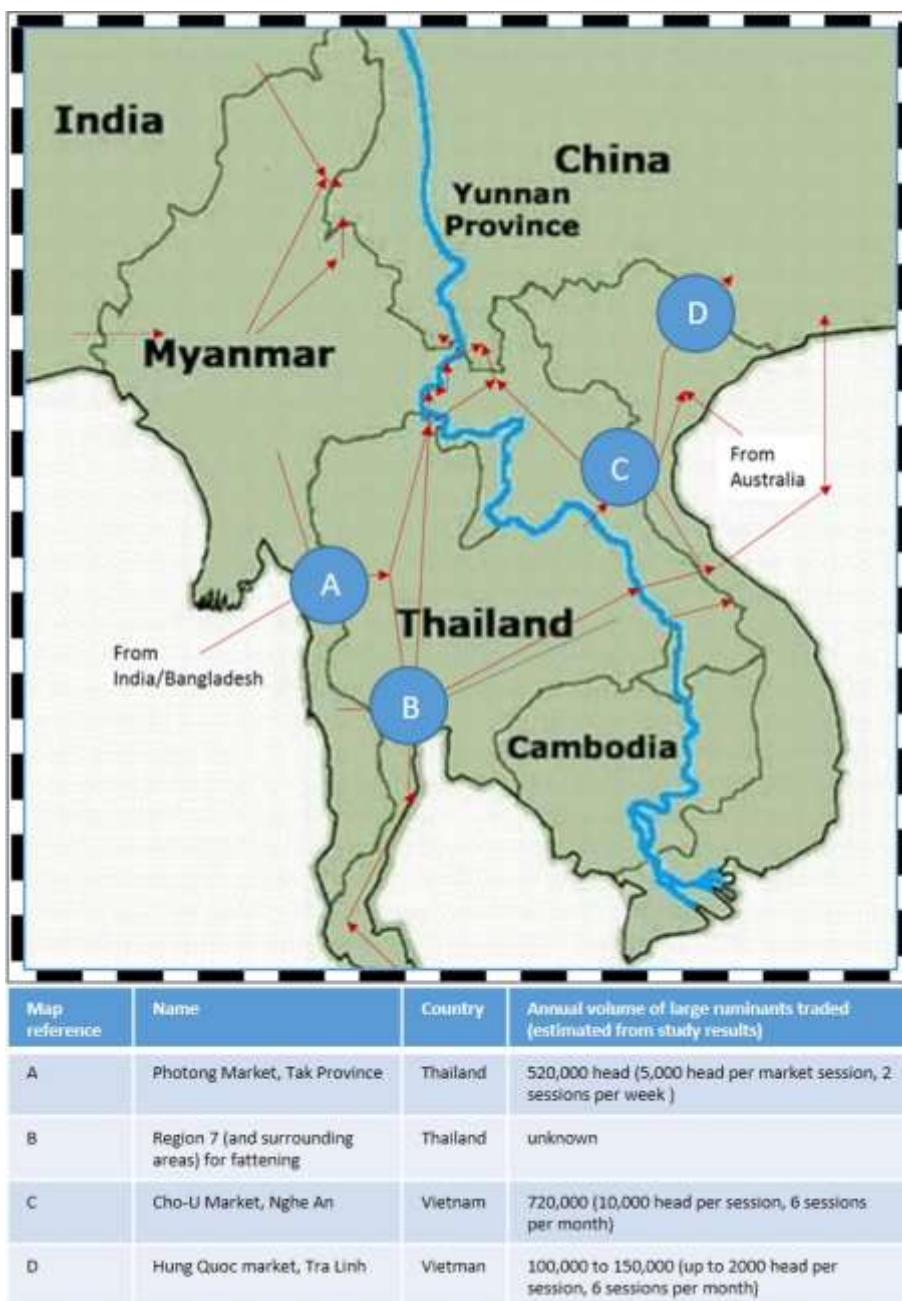 India
China
Yunnan
Province
D
Myanmar
From
Australia
C
A
Thailand
From
India/Bangladesh
B
Cambodia
Map
reference
Name
Country
Annual volume of large ruminants traded
(estimated from study results)
A
Photong Market, Tak Province
Thailand
520,000 head (5,000 head per market session, 2
sessions per week )
B
Region 7 (and surrounding
areas) for fattening
Thailand
unknown
C
Cho-U Market, Nghe An
Vietnam
720,000 (10,000 head per session, 6 sessions
per month)
D
Hung Quoc market, Tra Linh
Vietman
100,000 to 150,000 (up to 2000 head per
session, 6 sessions per month)